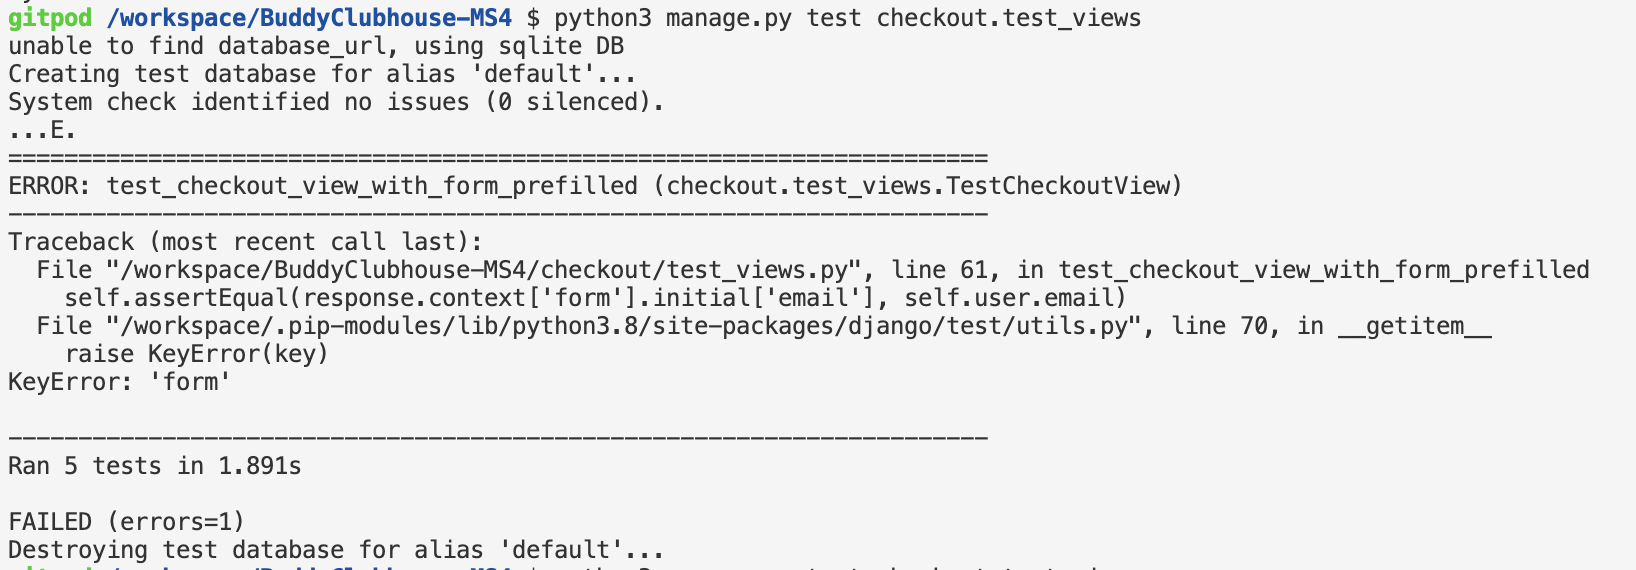 gitpod /workspace/BuddyClubhouse-MS4 $ python3 manage.py test checkout.test_views
unable to find database_url, using sqlite DB
Creating test database for alias 'default'...
System check identified no issues (0 silenced).
...E.
======================================================================
ERROR: test_checkout_view_with_form_prefilled (checkout.test_views.TestCheckoutView)
----------------------------------------------------------------------
Traceback (most recent call last):
  File "/workspace/BuddyClubhouse-MS4/checkout/test_views.py", line 61, in test_checkout_view_with_form_prefilled
    self.assertEqual(response.context['form'].initial['email'], self.user.email)
  File "/workspace/.pip-modules/lib/python3.8/site-packages/django/test/utils.py", line 70, in __getitem__
    raise KeyError(key)
KeyError: 'form'
----------------------------------------------------------------------
Ran 5 tests in 1.891s
FAILED (errors=1)
Destroying test database for alias 'default'...